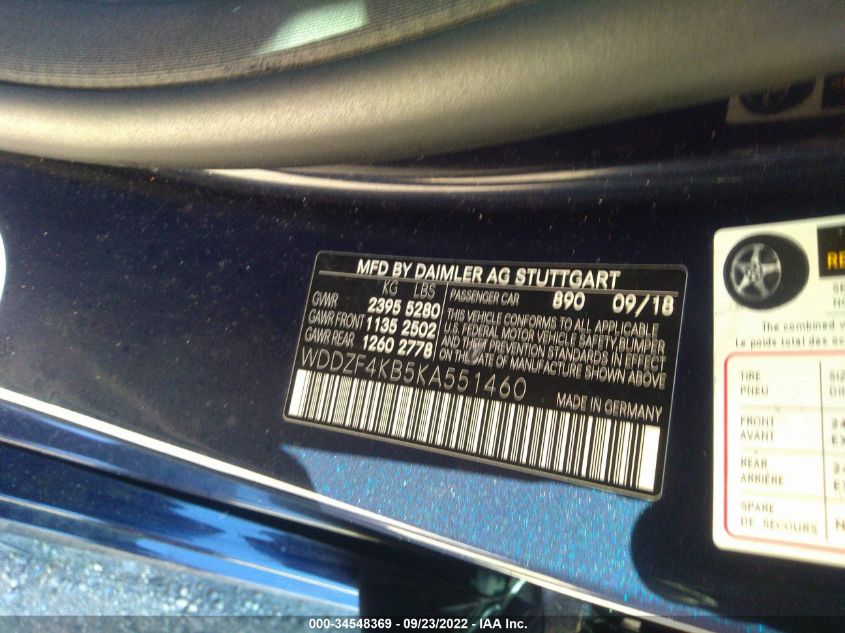 MFD BY DAIMLER AG STUTTGART
KG LBS
GVWR 2395 5280
GAWR FRONT 1135 2502
GAWR REAR 1260 2778
PASSENGER CAR 890 09/18
THIS VEHICLE CONFORMS TO ALL APPLICABLE
U.S. FEDERAL MOTOR VEHICLE SAFETY, BUMPER
AND THEFT PREVENTION STANDARDS IN EFFECT
ON THE DATE OF MANUFACTURE SHOWN ABOVE
WDDZF4KB5KA551460
MADE IN GERMANY
The combined
Le poids total des
TIRE
PNEU
FRONT
AVANT
REAR
ARRIÈRE
SPARE
DE SECOURS
000-34548369 - 09/23/2022 - IAA Inc.